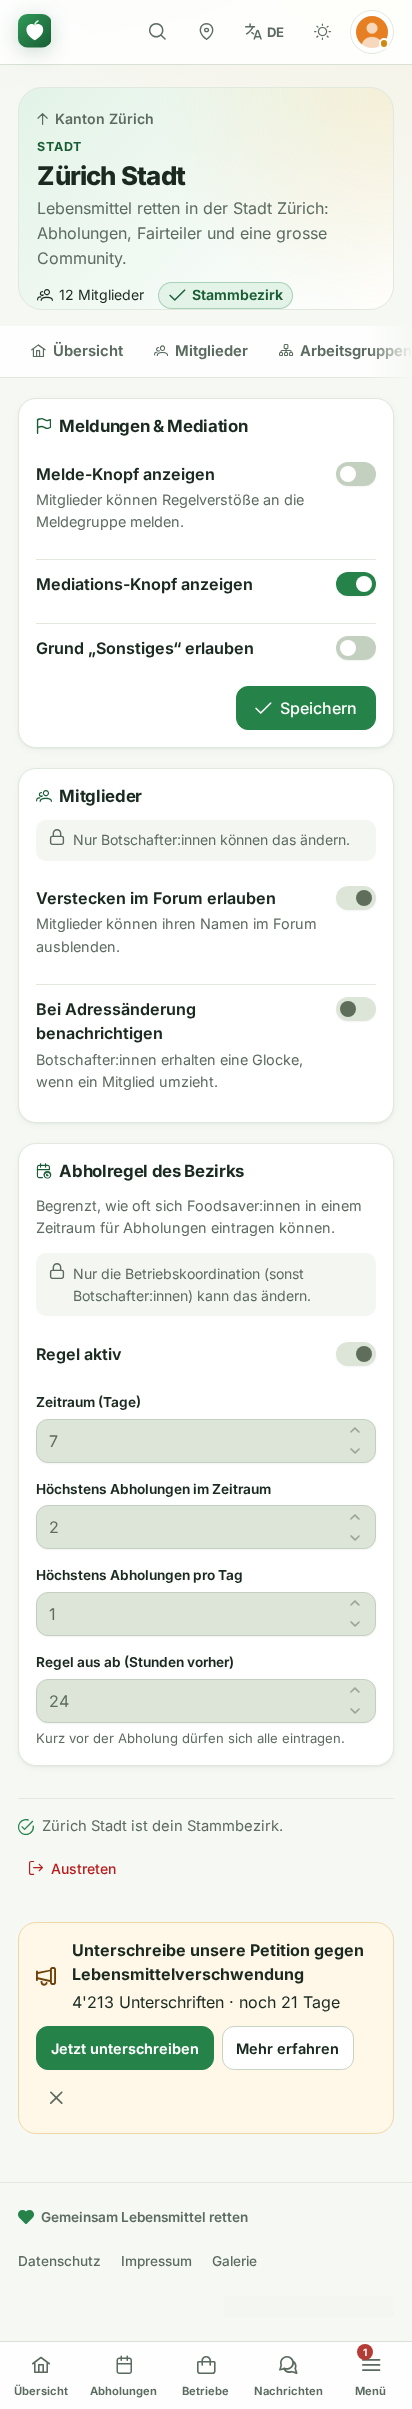 DE
Kanton Zürich
STADT
Zürich Stadt
Lebensmittel retten in der Stadt Zürich:
Abholungen, Fairteiler und eine grosse
Community.
12 Mitglieder
Stammbezirk
Übersicht
Mitglieder
Arbeitsgruppen
Meldungen & Mediation
Melde-Knopf anzeigen
Mitglieder können Regelverstöße an die
Meldegruppe melden.
Mediations-Knopf anzeigen
Grund „Sonstiges“ erlauben
Speichern
Mitglieder
Nur Botschafter:innen können das ändern.
Verstecken im Forum erlauben
Mitglieder können ihren Namen im Forum
ausblenden.
Bei Adressänderung
benachrichtigen
Botschafter:innen erhalten eine Glocke,
wenn ein Mitglied umzieht.
Abholregel des Bezirks
Begrenzt, wie oft sich Foodsaver:innen in einem
Zeitraum für Abholungen eintragen können.
Nur die Betriebskoordination (sonst
Botschafter:innen) kann das ändern.
Regel aktiv
Zeitraum (Tage)
7
Höchstens Abholungen im Zeitraum
2
Höchstens Abholungen pro Tag
1
Regel aus ab (Stunden vorher)
24
Kurz vor der Abholung dürfen sich alle eintragen.
Zürich Stadt ist dein Stammbezirk.
Austreten
Unterschreibe unsere Petition gegen
Lebensmittelverschwendung
4'213 Unterschriften · noch 21 Tage
Jetzt unterschreiben
Mehr erfahren
Gemeinsam Lebensmittel retten
Datenschutz
Impressum
Galerie
Übersicht
Abholungen
Betriebe
Nachrichten
1
Menü